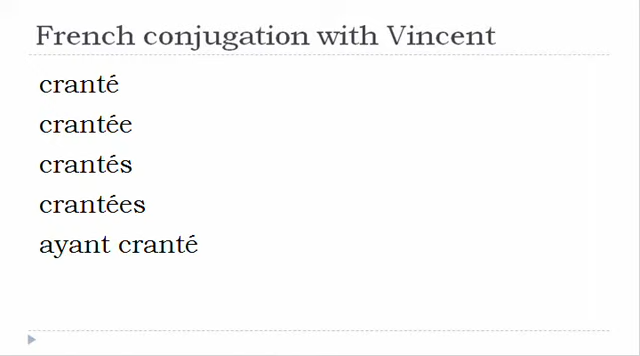 French conjugation with Vincent
cranté
crantée
crantés
crantées
ayant cranté